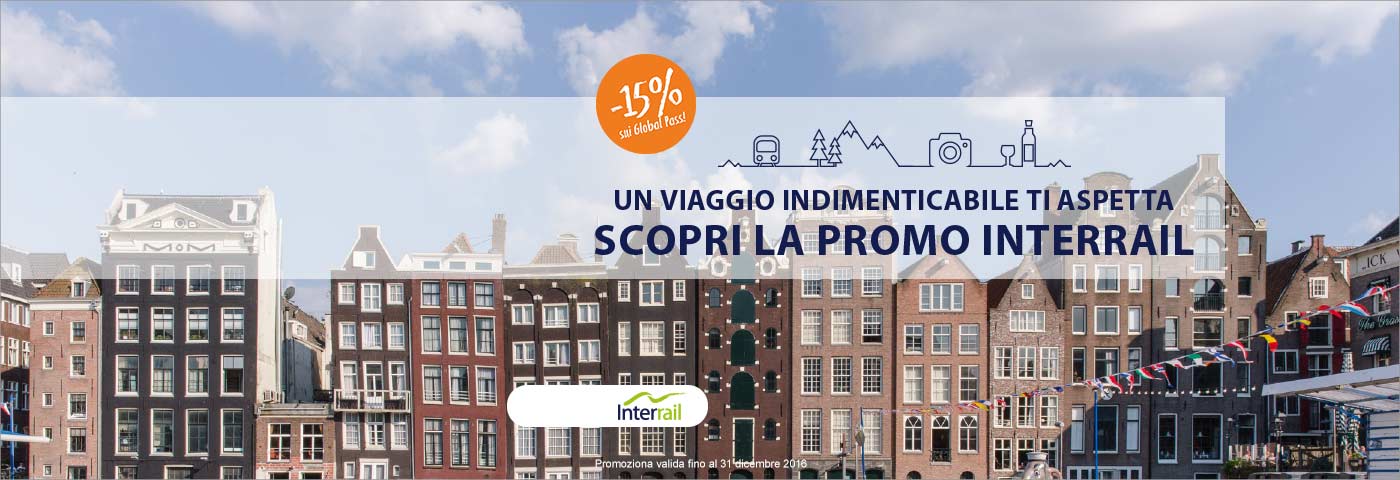 -15%
sui Global Pass!
UN VIAGGIO INDIMENTICABILE TI ASPETTA
SCOPRI LA PROMO INTERRAIL
Interrail
Promoziona valida fino al 31 dicembre 2016